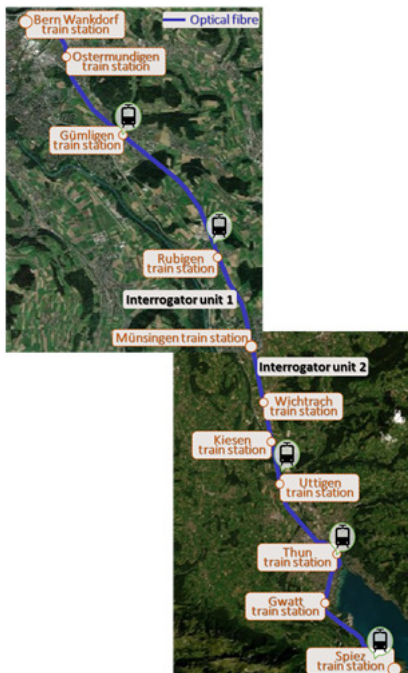 Bern Wankdorf
train station
Optical fibre
Ostermundigen
train station
Gümligen
train station
Rubigen
train station
Interrogator unit 1
Münsingen train station
Interrogator unit 2
Wichtrach
train station
Kiesen
train station
Uttigen
train station
Thun
train station
Gwatt
train station
Spiez
train station